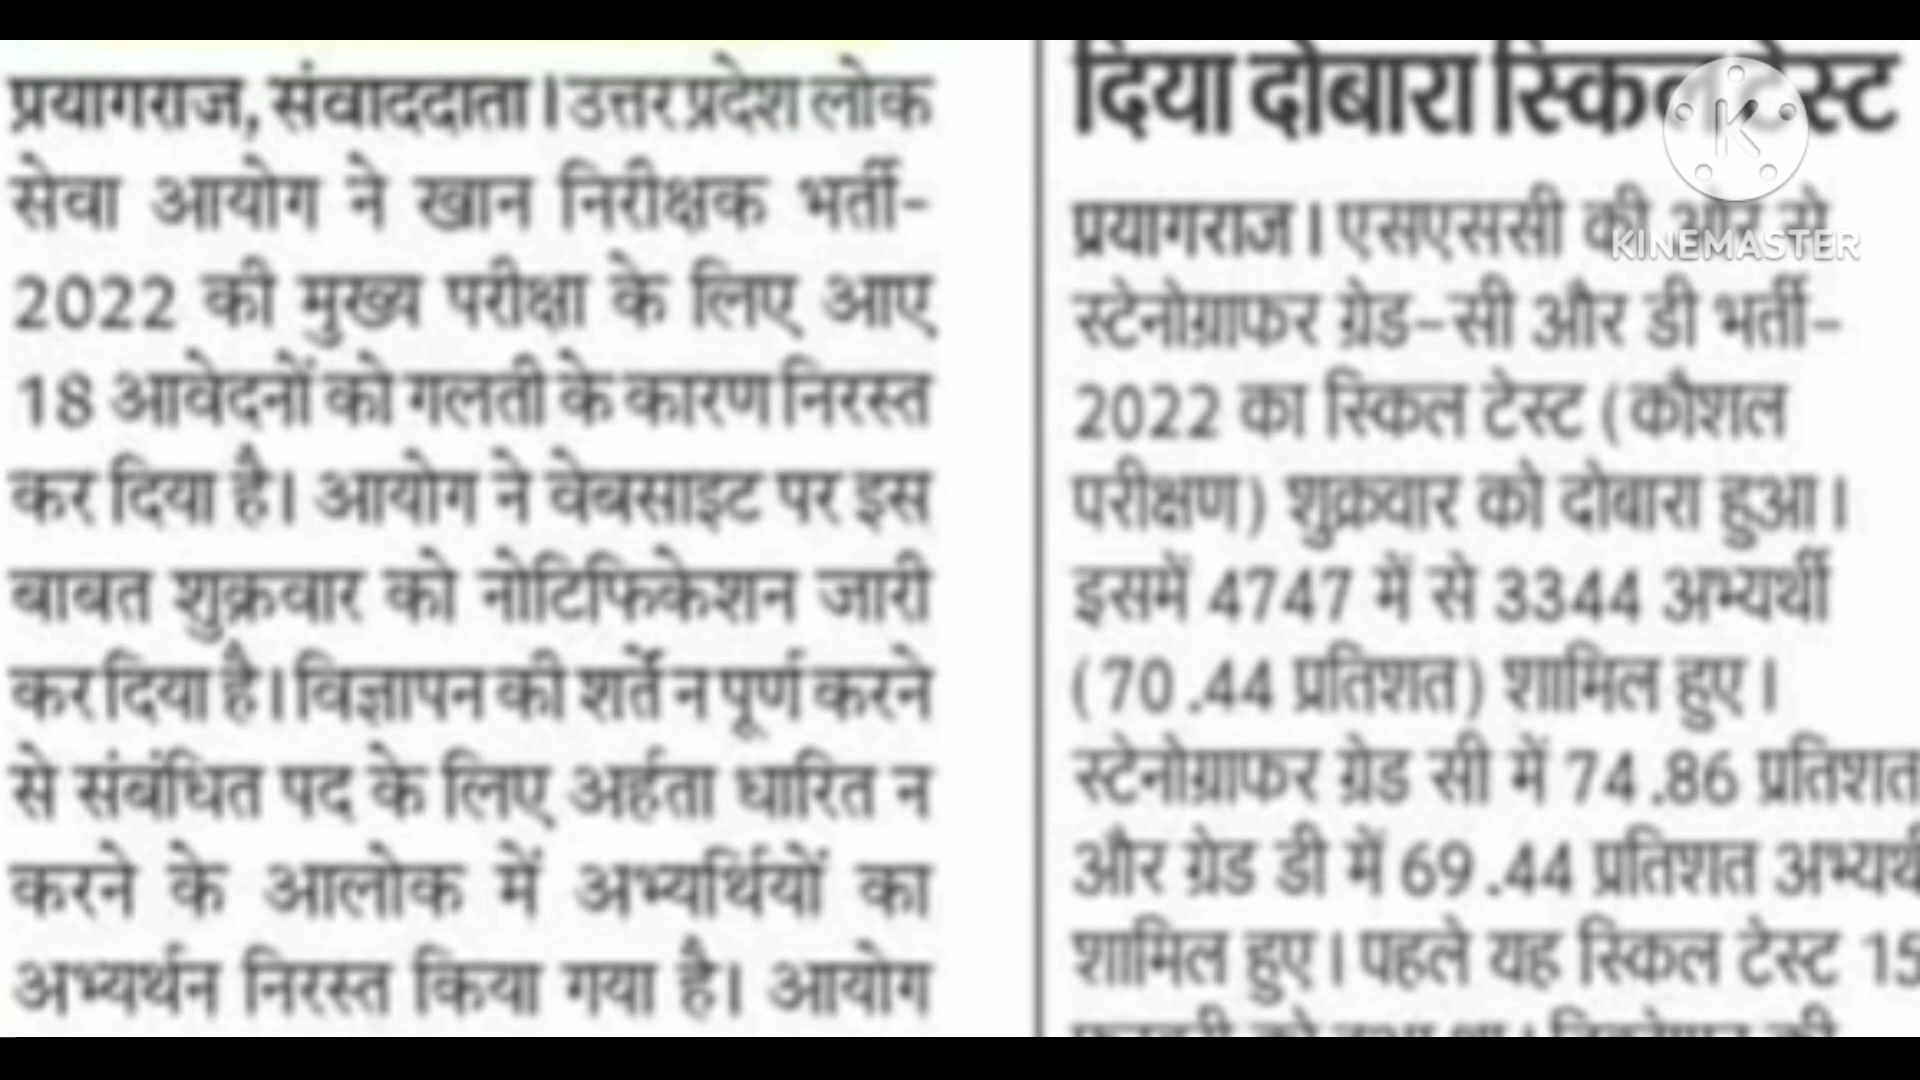 प्रयागराज, संवाददाता। उत्तर प्रदेश लोक
सेवा आयोग ने खान निरीक्षक भर्ती-
2022 की मुख्य परीक्षा के लिए आए
18 आवेदनों को गलती के कारण निरस्त
कर दिया है। आयोग ने वेबसाइट पर इस
बाबत शुक्रवार को नोटिफिकेशन जारी
कर दिया है। विज्ञापन की शर्ते न पूर्ण करने
से संबंधित पद के लिए अर्हता धारित न
करने के आलोक में अभ्यर्थियों का
अभ्यर्थन निरस्त किया गया है। आयोग
दिया दोबारा स्किल टेस्ट
प्रयागराज। एसएससी की ओर से
स्टेनोग्राफर ग्रेड-सी और डी भर्ती-
2022 का स्किल टेस्ट (कौशल
परीक्षण) शुक्रवार को दोबारा हुआ।
इसमें 4747 में से 3344 अभ्यर्थी
(70.44 प्रतिशत) शामिल हुए।
स्टेनोग्राफर ग्रेड सी में 74.86 प्रतिशत
और ग्रेड डी में 69.44 प्रतिशत अभ्यर्थी
शामिल हुए। पहले यह स्किल टेस्ट 15
KINEMASTER